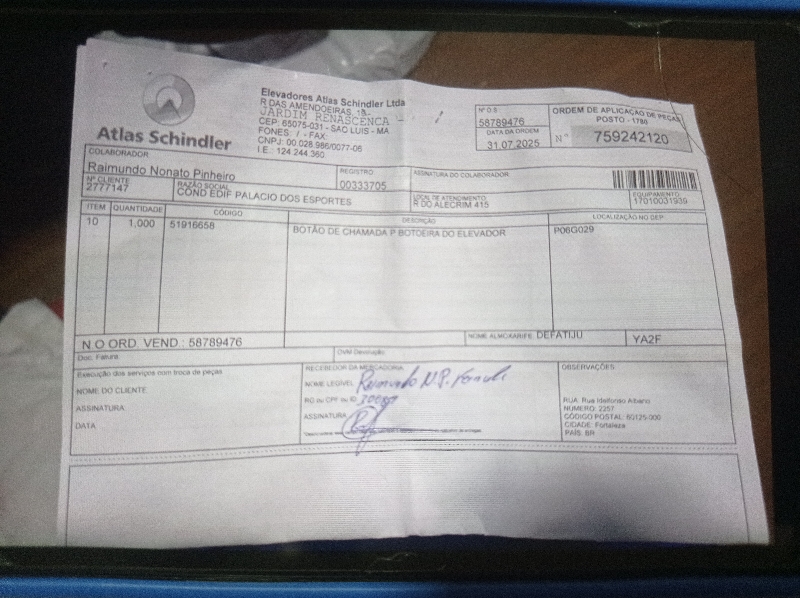 Atlas Schindler
Elevadores Atlas Schindler Ltda
R DAS AMENDOEIRAS, 18-
JARDIM RENASCENCA -
CEP: 65075-031 - SAO LUIS - MA
FONES: / - FAX:
CNPJ: 00.028.986/0077-06
I.E.: 124.244.360
Nº O.S
58789476
DATA DA ORDEM
31.07.2025
ORDEM DE APLICAÇÃO DE PEÇAS
POSTO - 1780
Nº 759242120
COLABORADOR
Raimundo Nonato Pinheiro
REGISTRO
00333705
ASSINATURA DO COLABORADOR
Nº CLIENTE
2777147
RAZÃO SOCIAL
COND EDIF PALACIO DOS ESPORTES
LOCAL DE ATENDIMENTO
R DO ALECRIM 415
EQUIPAMENTO
17010031939
ITEM QUANTIDADE CÓDIGO DESCRIÇÃO LOCALIZAÇÃO NO DEP.
10 1,000 51916658 BOTÃO DE CHAMADA P BOTOEIRA DO ELEVADOR P06G029
N.O ORD. VEND : 58789476
NOME ALMOXARIFE: DEFATIJU
YA2F
Doc. Fatura:
OVM Devolução:
Execução dos serviços com troca de peças
NOME DO CLIENTE
ASSINATURA
DATA
RECEBEDOR DA MERCADORIA
NOME LEGÍVEL Raimundo N.P.
RG ou CPF ou ID
ASSINATURA
OBSERVAÇÕES
RUA: Rua Idelfonso Albano
NUMERO: 2257
CÓDIGO POSTAL: 60125-000
CIDADE: Fortaleza
PAÍS: BR